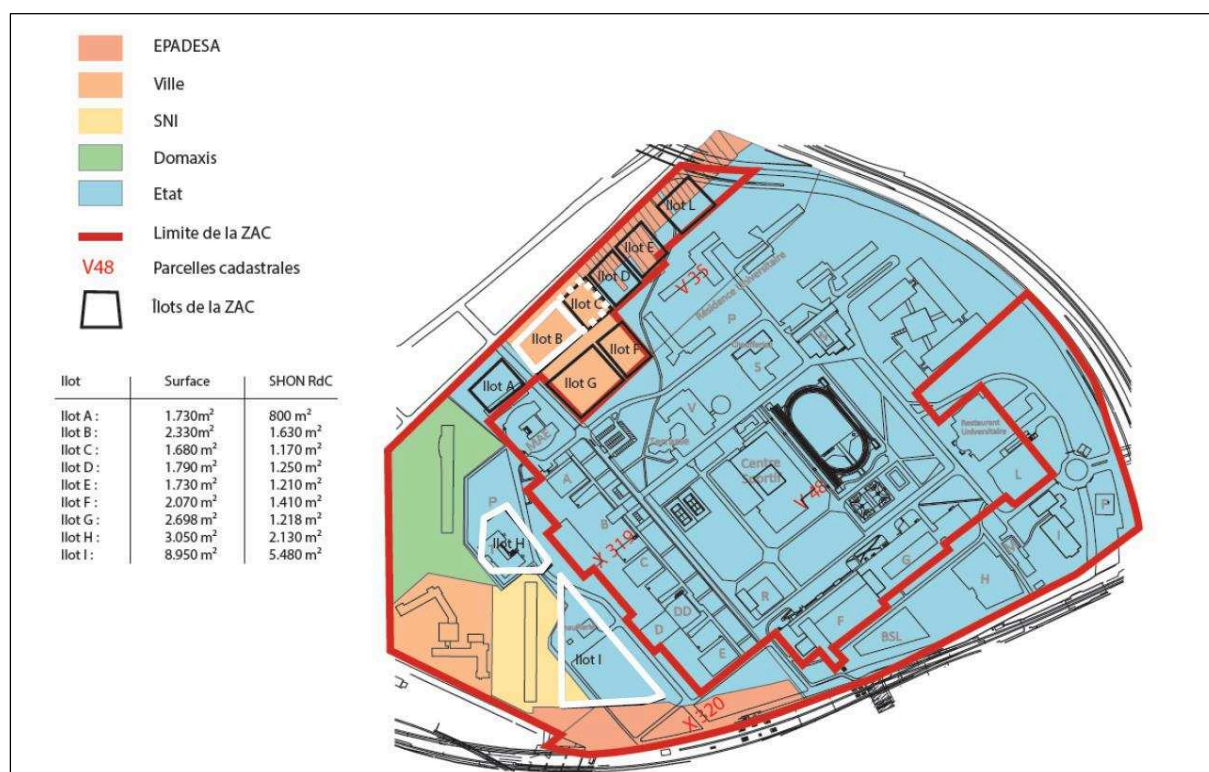 EPADESA
Ville
SNI
Domaxis
Etat
Limite de la ZAC
V48 Parcelles cadastrales
Îlots de la ZAC
Ilot Surface SHON RdC
Ilot A : 1.730m² 800 m²
Ilot B : 2.330m² 1.630 m²
Ilot C : 1.680 m² 1.170 m²
Ilot D : 1.790 m² 1.250 m²
Ilot E : 1.730 m² 1.210 m²
Ilot F : 2.070 m² 1.410 m²
Ilot G : 2.698 m² 1.218 m²
Ilot H : 3.050 m² 2.130 m²
Ilot I : 8.950 m² 5.480 m²
Ilot L
Ilot E
Ilot D
V 35
Résidence Universitaire
Ilot C
P
Ilot B
Ilot F
Chaufferie
S
N
Ilot A
Ilot G
V
MAE
Restaurant
Universitaire
A
Centre
Sportif
L
P
V 48
P
B
Ilot H
X 319
C
G
M
I
H
R
DD
D
F
BSL
E
Ilot I
X 320